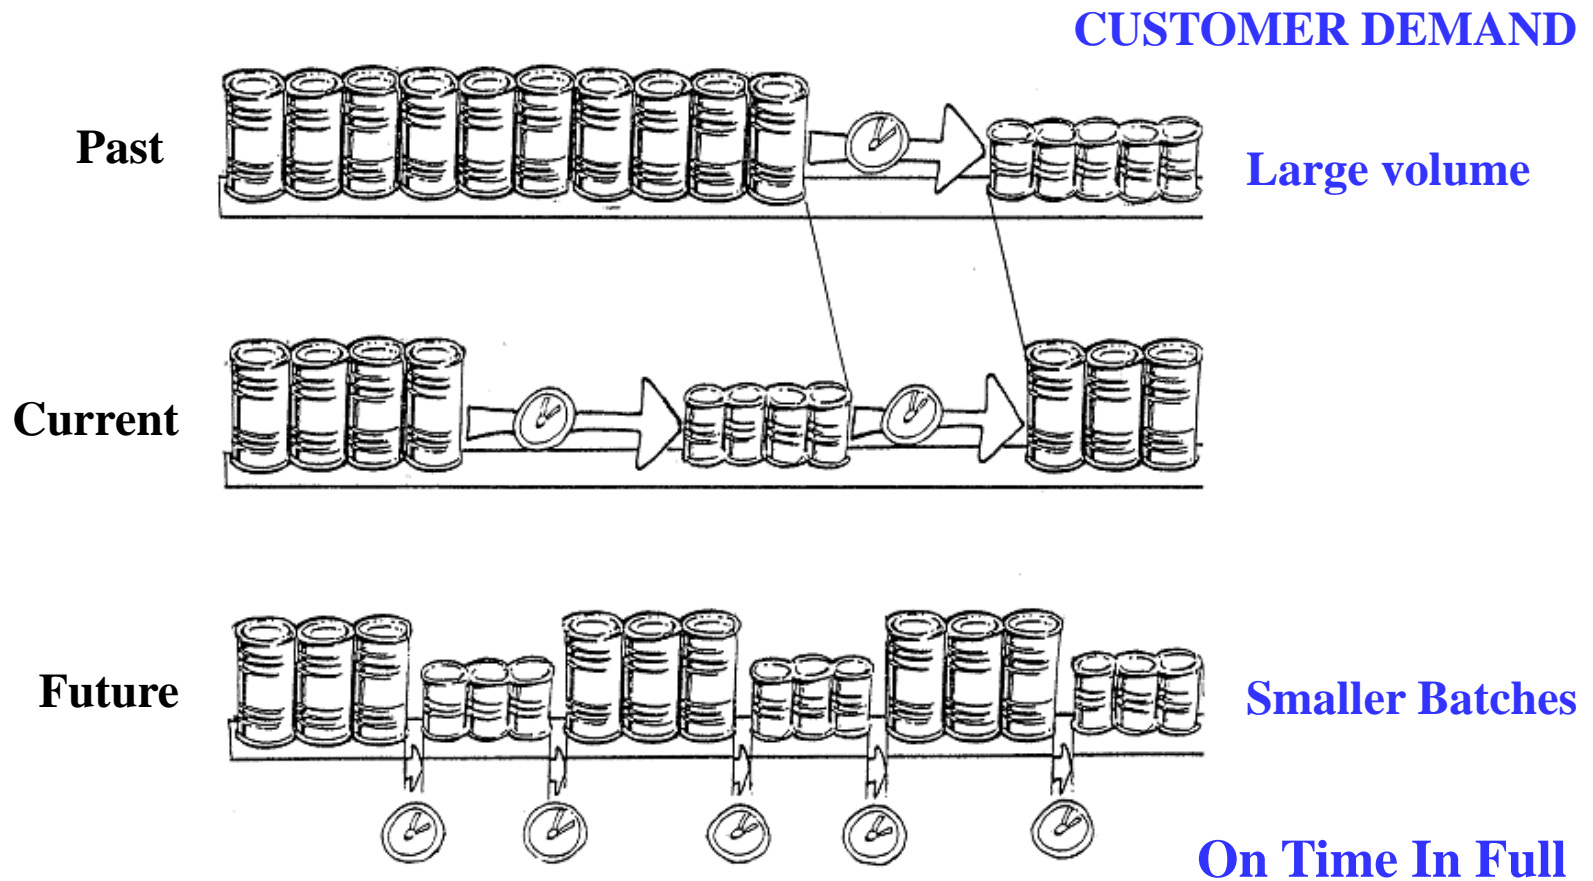 CUSTOMER DEMAND
Past
Large volume
Current
Future
Smaller Batches
On Time In Full